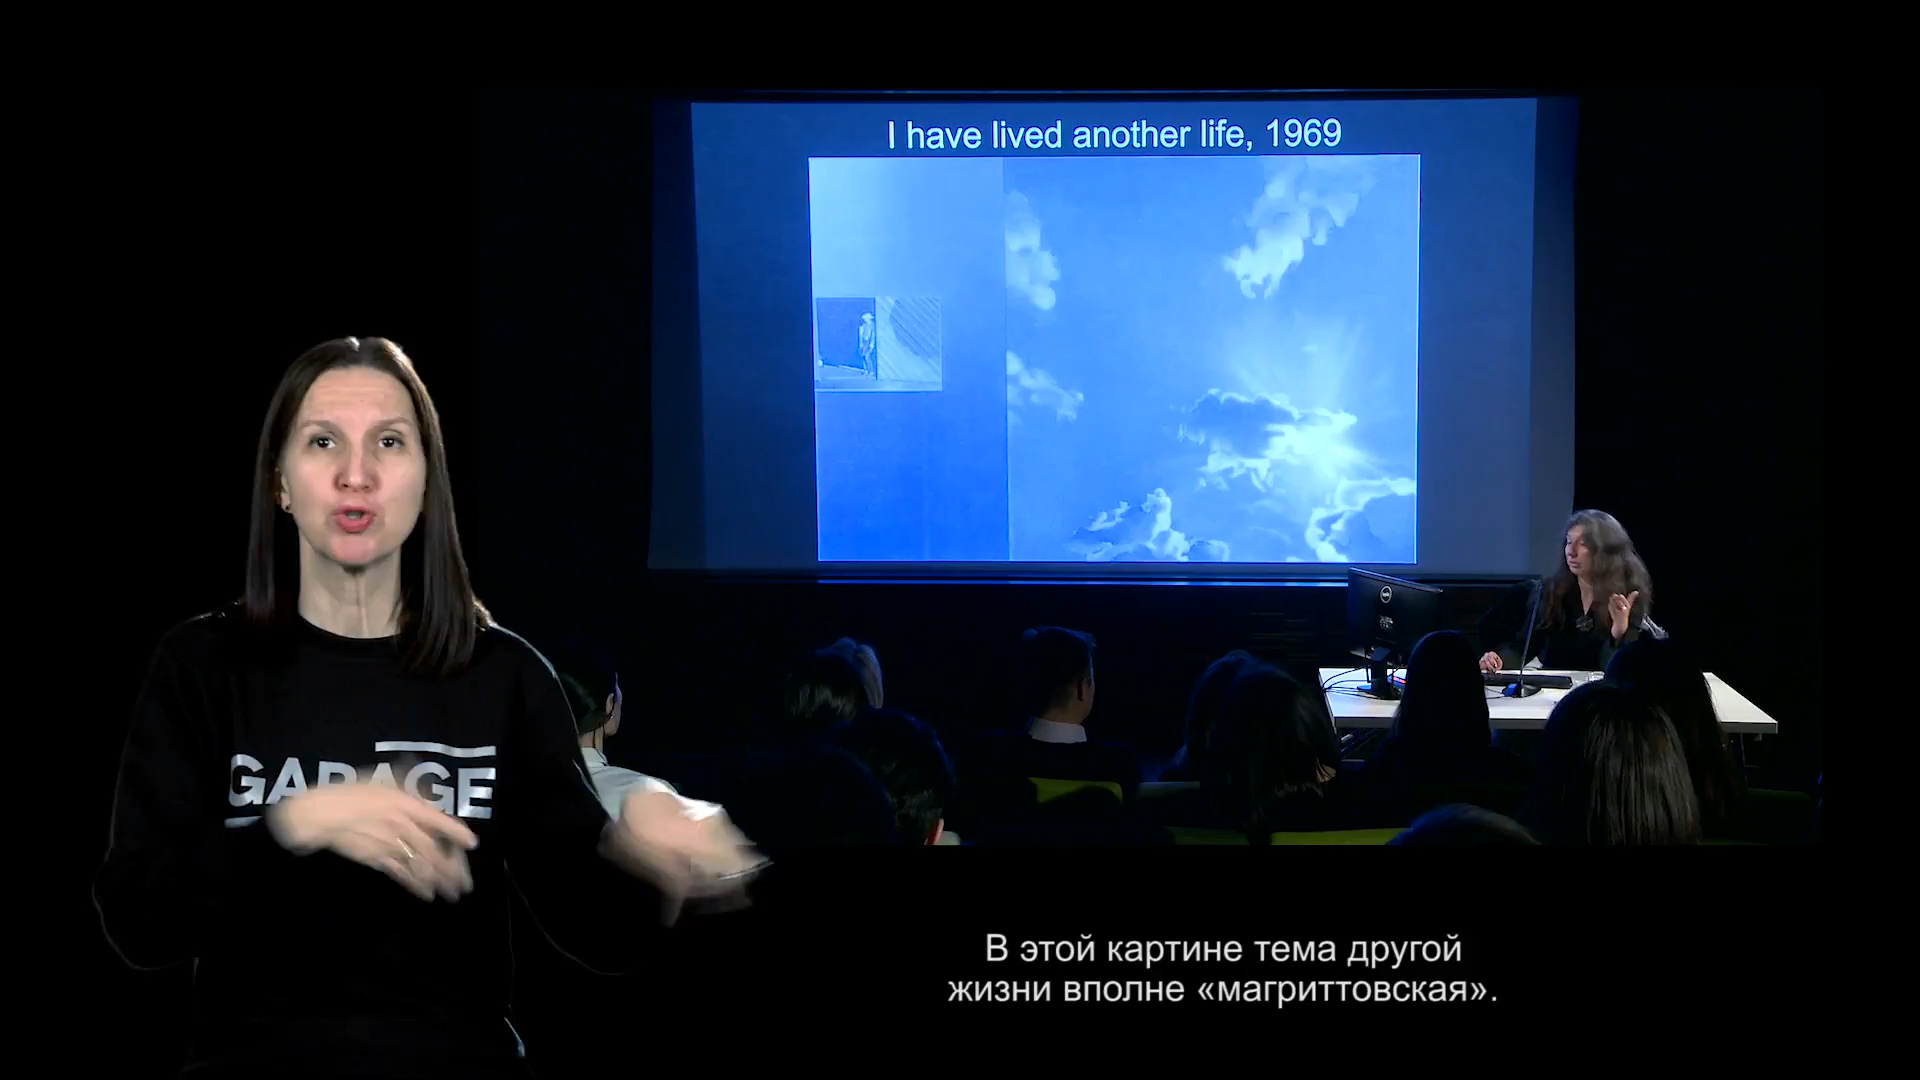 I have lived another life, 1969
GARAGE
В этой картине тема другой
жизни вполне «магриттовская».